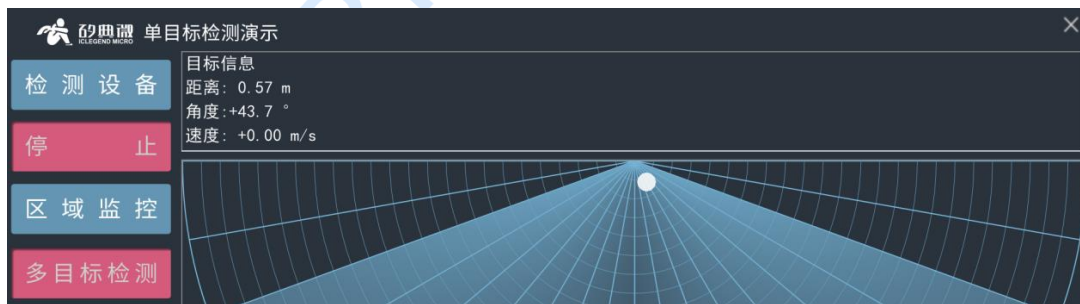 矽典微 单目标检测演示
ICLEGEND MICRO
检测设备
停止
区域监控
多目标检测
目标信息
距离: 0.57 m
角度:+43.7 °
速度: +0.00 m/s